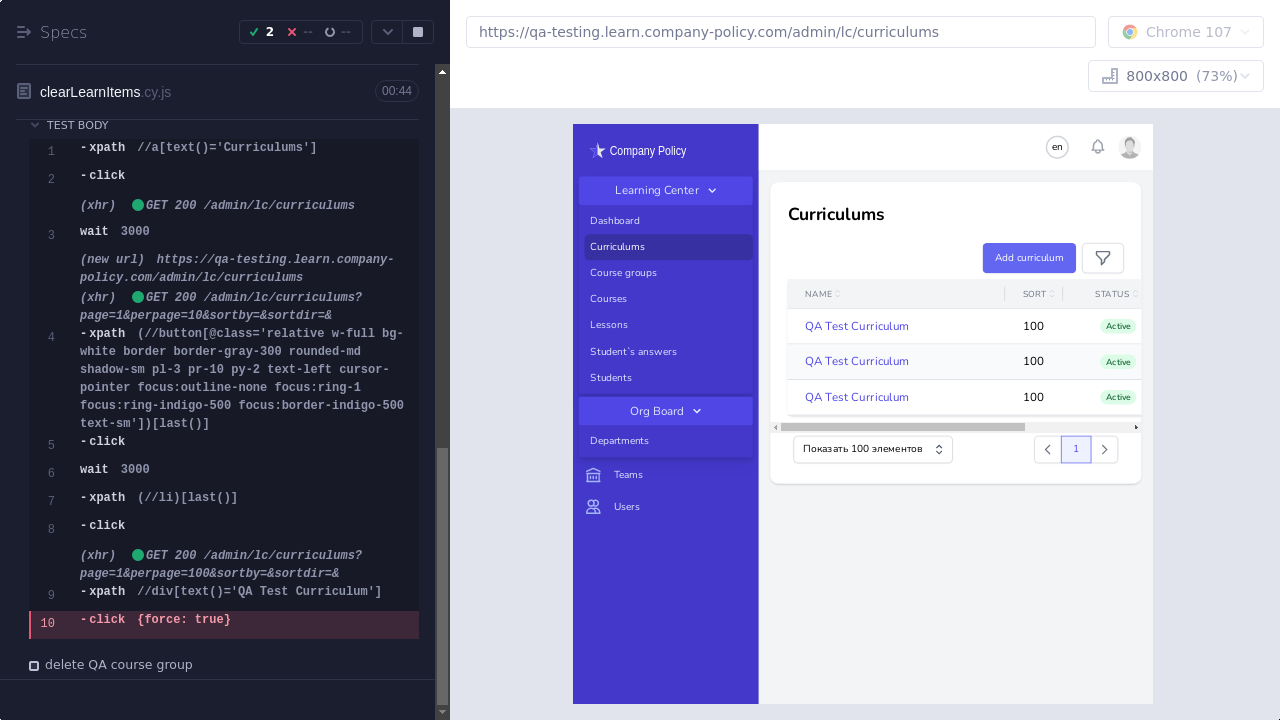 Specs
2
--
--
clearLearnItems.cy.js
00:44
TEST BODY
1 -xpath //a[text()='Curriculums']
2 -click
(xhr) GET 200 /admin/lc/curriculums
3 wait 3000
(new url) https://qa-testing.learn.company-
policy.com/admin/lc/curriculums
(xhr) GET 200 /admin/lc/curriculums?
page=1&perpage=10&sortby=&sortdir=&
4 -xpath (//button[@class='relative w-full bg-
white border border-gray-300 rounded-md
shadow-sm pl-3 pr-10 py-2 text-left cursor-
pointer focus:outline-none focus:ring-1
focus:ring-indigo-500 focus:border-indigo-500
text-sm'])[last()]
5 -click
6 wait 3000
7 -xpath (//li)[last()]
8 -click
(xhr) GET 200 /admin/lc/curriculums?
page=1&perpage=100&sortby=&sortdir=&
9 -xpath //div[text()='QA Test Curriculum']
10 -click {force: true}
delete QA course group
https://qa-testing.learn.company-policy.com/admin/lc/curriculums
Chrome 107
800x800 (73%)
Company Policy
Learning Center
Dashboard
Curriculums
Course groups
Courses
Lessons
Student`s answers
Students
Org Board
Departments
Teams
Users
en
Curriculums
Add curriculum
NAME SORT STATUS
QA Test Curriculum 100 Active
QA Test Curriculum 100 Active
QA Test Curriculum 100 Active
Показать 100 элементов
1